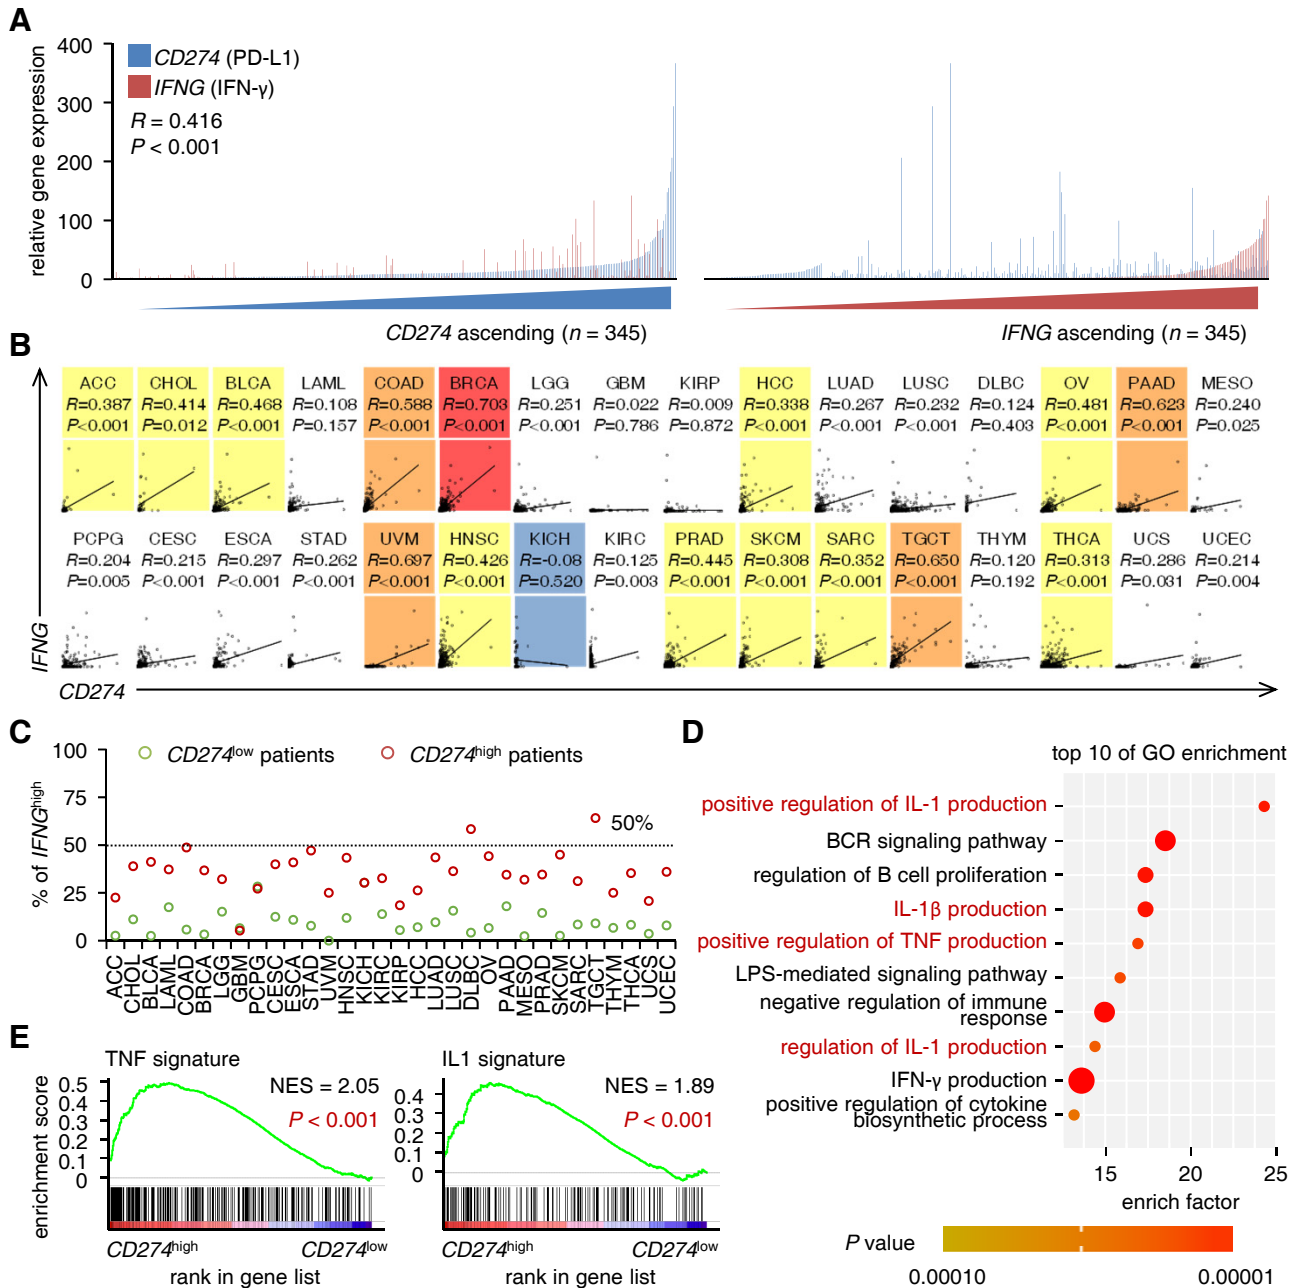 A
400
300
200
100
0
relative gene expression
CD274 (PD-L1)
IFNG (IFN-γ)
R = 0.416
P < 0.001
CD274 ascending (n = 345)
IFNG ascending (n = 345)
B
ACC CHOL BLCA LAML COAD BRCA LGG GBM KIRP HCC LUAD LUSC DLBC OV PAAD MESO
R=0.387 R=0.414 R=0.468 R=0.108 R=0.588 R=0.703 R=0.251 R=0.022 R=0.009 R=0.338 R=0.267 R=0.232 R=0.124 R=0.481 R=0.623 R=0.240
P<0.001 P=0.012 P<0.001 P=0.157 P<0.001 P<0.001 P<0.001 P=0.786 P=0.872 P<0.001 P<0.001 P<0.001 P=0.403 P<0.001 P<0.001 P=0.025
PCPG CESC ESCA STAD UVM HNSC KICH KIRC PRAD SKCM SARC TGCT THYM THCA UCS UCEC
R=0.204 R=0.215 R=0.297 R=0.262 R=0.697 R=0.426 R=-0.08 R=0.125 R=0.445 R=0.308 R=0.352 R=0.650 R=0.120 R=0.313 R=0.286 R=0.214
P=0.005 P<0.001 P<0.001 P<0.001 P<0.001 P<0.001 P=0.520 P=0.003 P<0.001 P<0.001 P<0.001 P<0.001 P=0.192 P<0.001 P=0.031 P=0.004
IFNG
CD274
C
CD274low patients
CD274high patients
100
75
50
25
0
% of IFNGhigh
50%
ACC CHOL BLCA LAML COAD BRCA LGG GBM PCPG CESC ESCA STAD UVM HNSC KICH KIRC KIRP HCC LUAD LUSC DLBC OV PAAD MESO PRAD SKCM SARC TGCT THYM THCA UCS UCEC
D
top 10 of GO enrichment
positive regulation of IL-1 production
BCR signaling pathway
regulation of B cell proliferation
IL-1β production
positive regulation of TNF production
LPS-mediated signaling pathway
negative regulation of immune
response
regulation of IL-1 production
IFN-γ production
positive regulation of cytokine
biosynthetic process
15 20 25
enrich factor
P value
0.00010 0.00001
E
TNF signature
NES = 2.05
P < 0.001
0.5
0.4
0.3
0.2
0.1
0
enrichment score
CD274high CD274low
rank in gene list
IL1 signature
NES = 1.89
P < 0.001
0.4
0.3
0.2
0.1
0
CD274high CD274low
rank in gene list